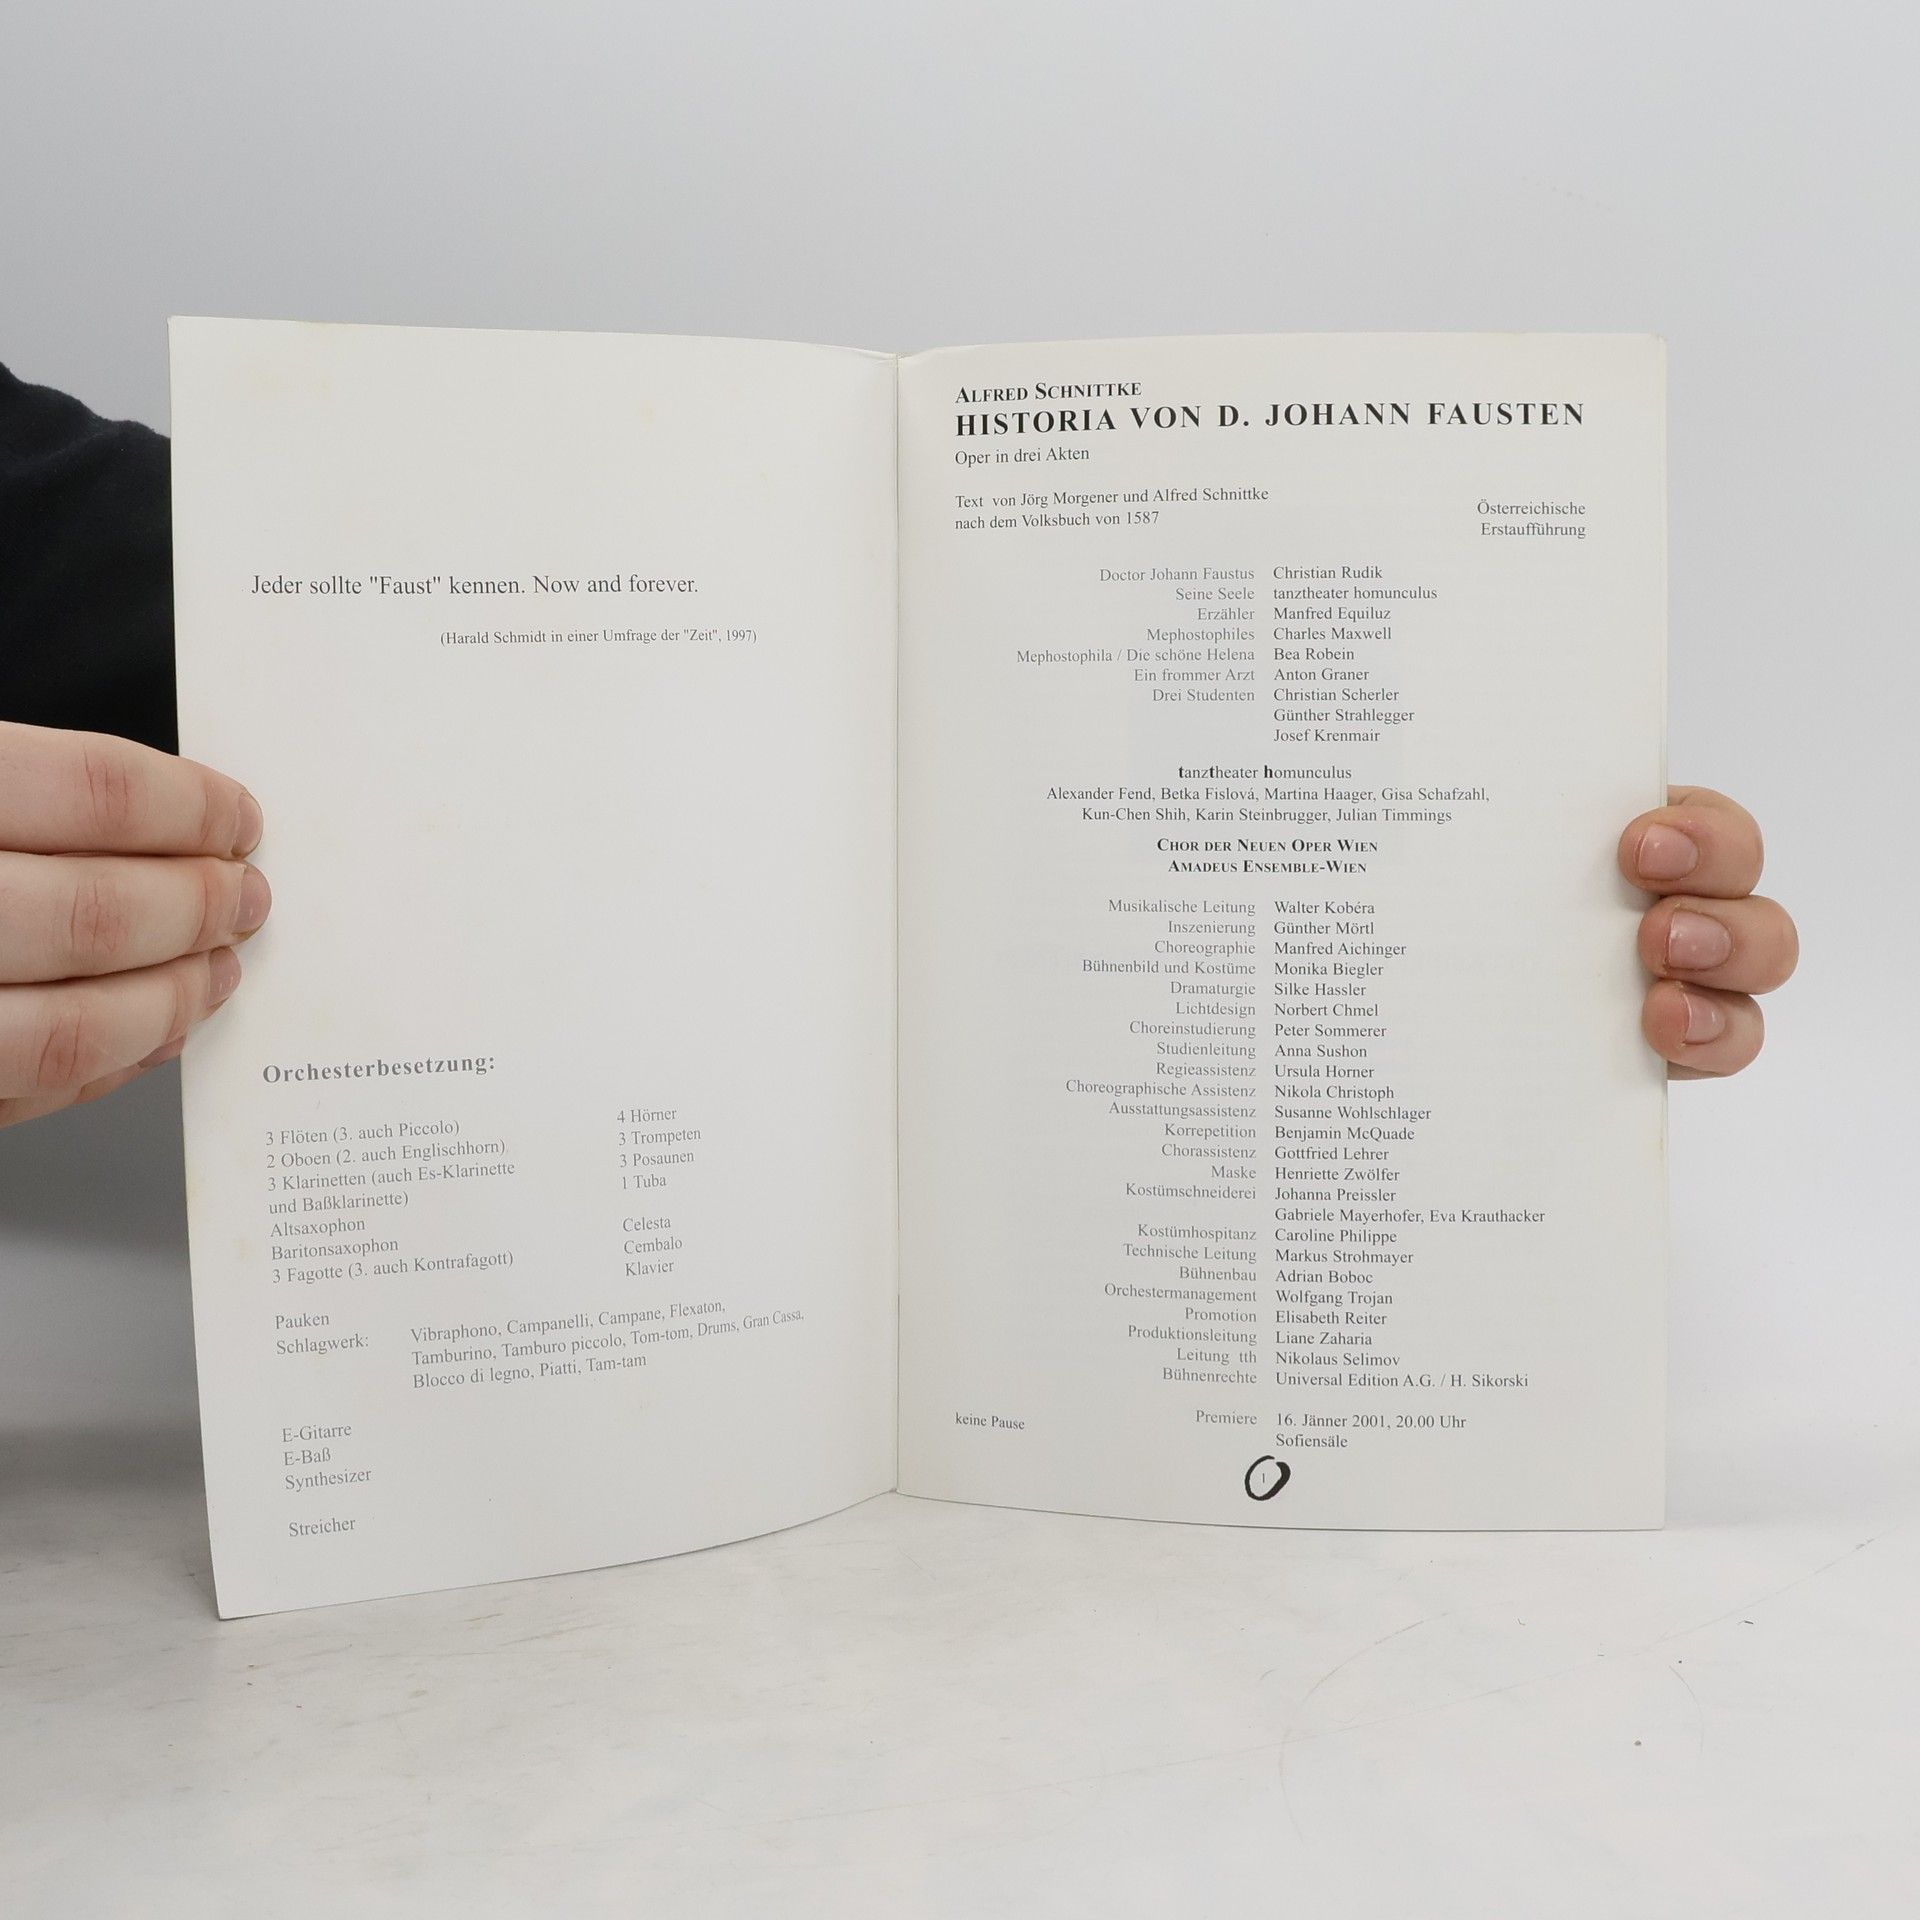 Jeder sollte "Faust" kennen. Now and forever.
(Harald Schmidt in einer Umfrage der "Zeit", 1997)
Orchesterbesetzung:
3 Flöten (3. auch Piccolo)
2 Oboen (2. auch Englischhorn)
3 Klarinetten (auch Es-Klarinette
und Baßklarinette)
Altsaxophon
Baritonsaxophon
3 Fagotte (3. auch Kontrafagott)
4 Hörner
3 Trompeten
3 Posaunen
1 Tuba
Celesta
Cembalo
Klavier
Pauken
Schlagwerk: Vibraphono, Campanelli, Campane, Flexaton,
Tamburino, Tamburo piccolo, Tom-tom, Drums, Gran Cassa,
Blocco di legno, Piatti, Tam-tam
E-Gitarre
E-Baß
Synthesizer
Streicher
ALFRED SCHNITTKE
HISTORIA VON D. JOHANN FAUSTEN
Oper in drei Akten
Text von Jörg Morgener und Alfred Schnittke
nach dem Volksbuch von 1587
Österreichische
Erstaufführung
Doctor Johann Faustus Christian Rudik
Seine Seele tanztheater homunculus
Erzähler Manfred Equiluz
Mephostophiles Charles Maxwell
Mephostophila / Die schöne Helena Bea Robein
Ein frommer Arzt Anton Graner
Drei Studenten Christian Scherler
Günther Strahlegger
Josef Krenmair
tanztheater homunculus
Alexander Fend, Betka Fislová, Martina Haager, Gisa Schafzahl,
Kun-Chen Shih, Karin Steinbrugger, Julian Timmings
CHOR DER NEUEN OPER WIEN
AMADEUS ENSEMBLE-WIEN
Musikalische Leitung Walter Kobéra
Inszenierung Günther Mörtl
Choreographie Manfred Aichinger
Bühnenbild und Kostüme Monika Biegler
Dramaturgie Silke Hassler
Lichtdesign Norbert Chmel
Choreinstudierung Peter Sommerer
Studienleitung Anna Sushon
Regieassistenz Ursula Horner
Choreographische Assistenz Nikola Christoph
Ausstattungsassistenz Susanne Wohlschlager
Korrepetition Benjamin McQuade
Chorassistenz Gottfried Lehrer
Maske Henriette Zwölfer
Kostümschneiderei Johanna Preissler
Gabriele Mayerhofer, Eva Krauthacker
Kostümhospitanz Caroline Philippe
Technische Leitung Markus Strohmayer
Bühnenbau Adrian Boboc
Orchestermanagement Wolfgang Trojan
Promotion Elisabeth Reiter
Produktionsleitung Liane Zaharia
Leitung tth Nikolaus Selimov
Bühnenrechte Universal Edition A.G. / H. Sikorski
keine Pause Premiere 16. Jänner 2001, 20.00 Uhr
Sofiensäle
1